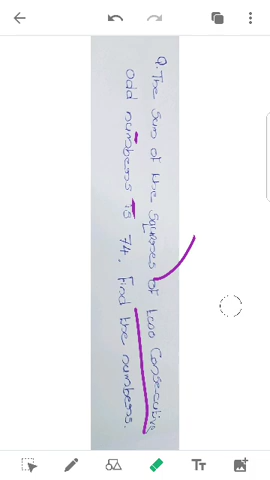 Q. The sum of the squares of two consecutive
odd numbers is 74. Find the numbers.